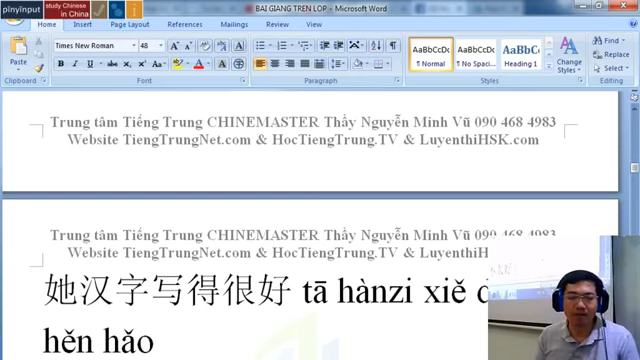 pinyinput
study Chinese
in China
BAI GIANG TREN LOP - Microsoft Word
Home
Insert
Page Layout
References
Mailings
Review
View
Paste
Clipboard
Times New Roman
48
Font
Paragraph
AaBbCcDc
¶ Normal
AaBbCcDc
¶ No Spaci...
AaBbCc
Heading 1
Change
Styles
Styles
Find
Replace
Select
Editing
Trung tâm Tiếng Trung CHINEMASTER Thầy Nguyễn Minh Vũ 090 468 4983
Website TiengTrungNet.com & HocTiengTrung.TV & LuyenthiHSK.com
Trung tâm Tiếng Trung CHINEMASTER Thầy Nguyễn Minh Vũ 090 468 4983
Website TiengTrungNet.com & HocTiengTrung.TV & LuyenthiH
她汉字写得很好 tā hànzi xiě
hěn hǎo